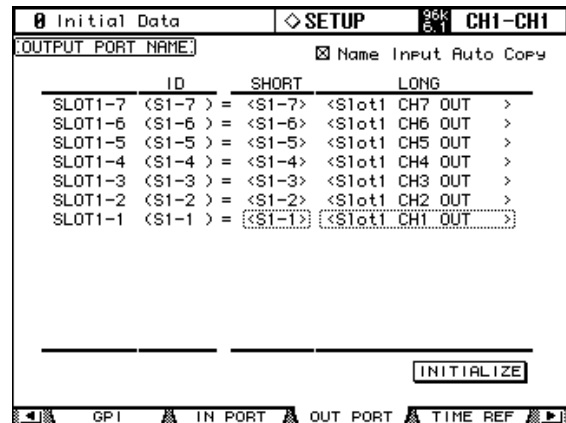 0 Initial Data ◇SETUP 96k 6.1 CH1-CH1
OUTPUT PORT NAME
☒ Name Input Auto Copy
ID SHORT LONG
SLOT1-7 (S1-7 ) = <S1-7> <Slot1 CH7 OUT >
SLOT1-6 (S1-6 ) = <S1-6> <Slot1 CH6 OUT >
SLOT1-5 (S1-5 ) = <S1-5> <Slot1 CH5 OUT >
SLOT1-4 (S1-4 ) = <S1-4> <Slot1 CH4 OUT >
SLOT1-3 (S1-3 ) = <S1-3> <Slot1 CH3 OUT >
SLOT1-2 (S1-2 ) = <S1-2> <Slot1 CH2 OUT >
SLOT1-1 (S1-1 ) = <S1-1> <Slot1 CH1 OUT >
INITIALIZE
GPI IN PORT OUT PORT TIME REF